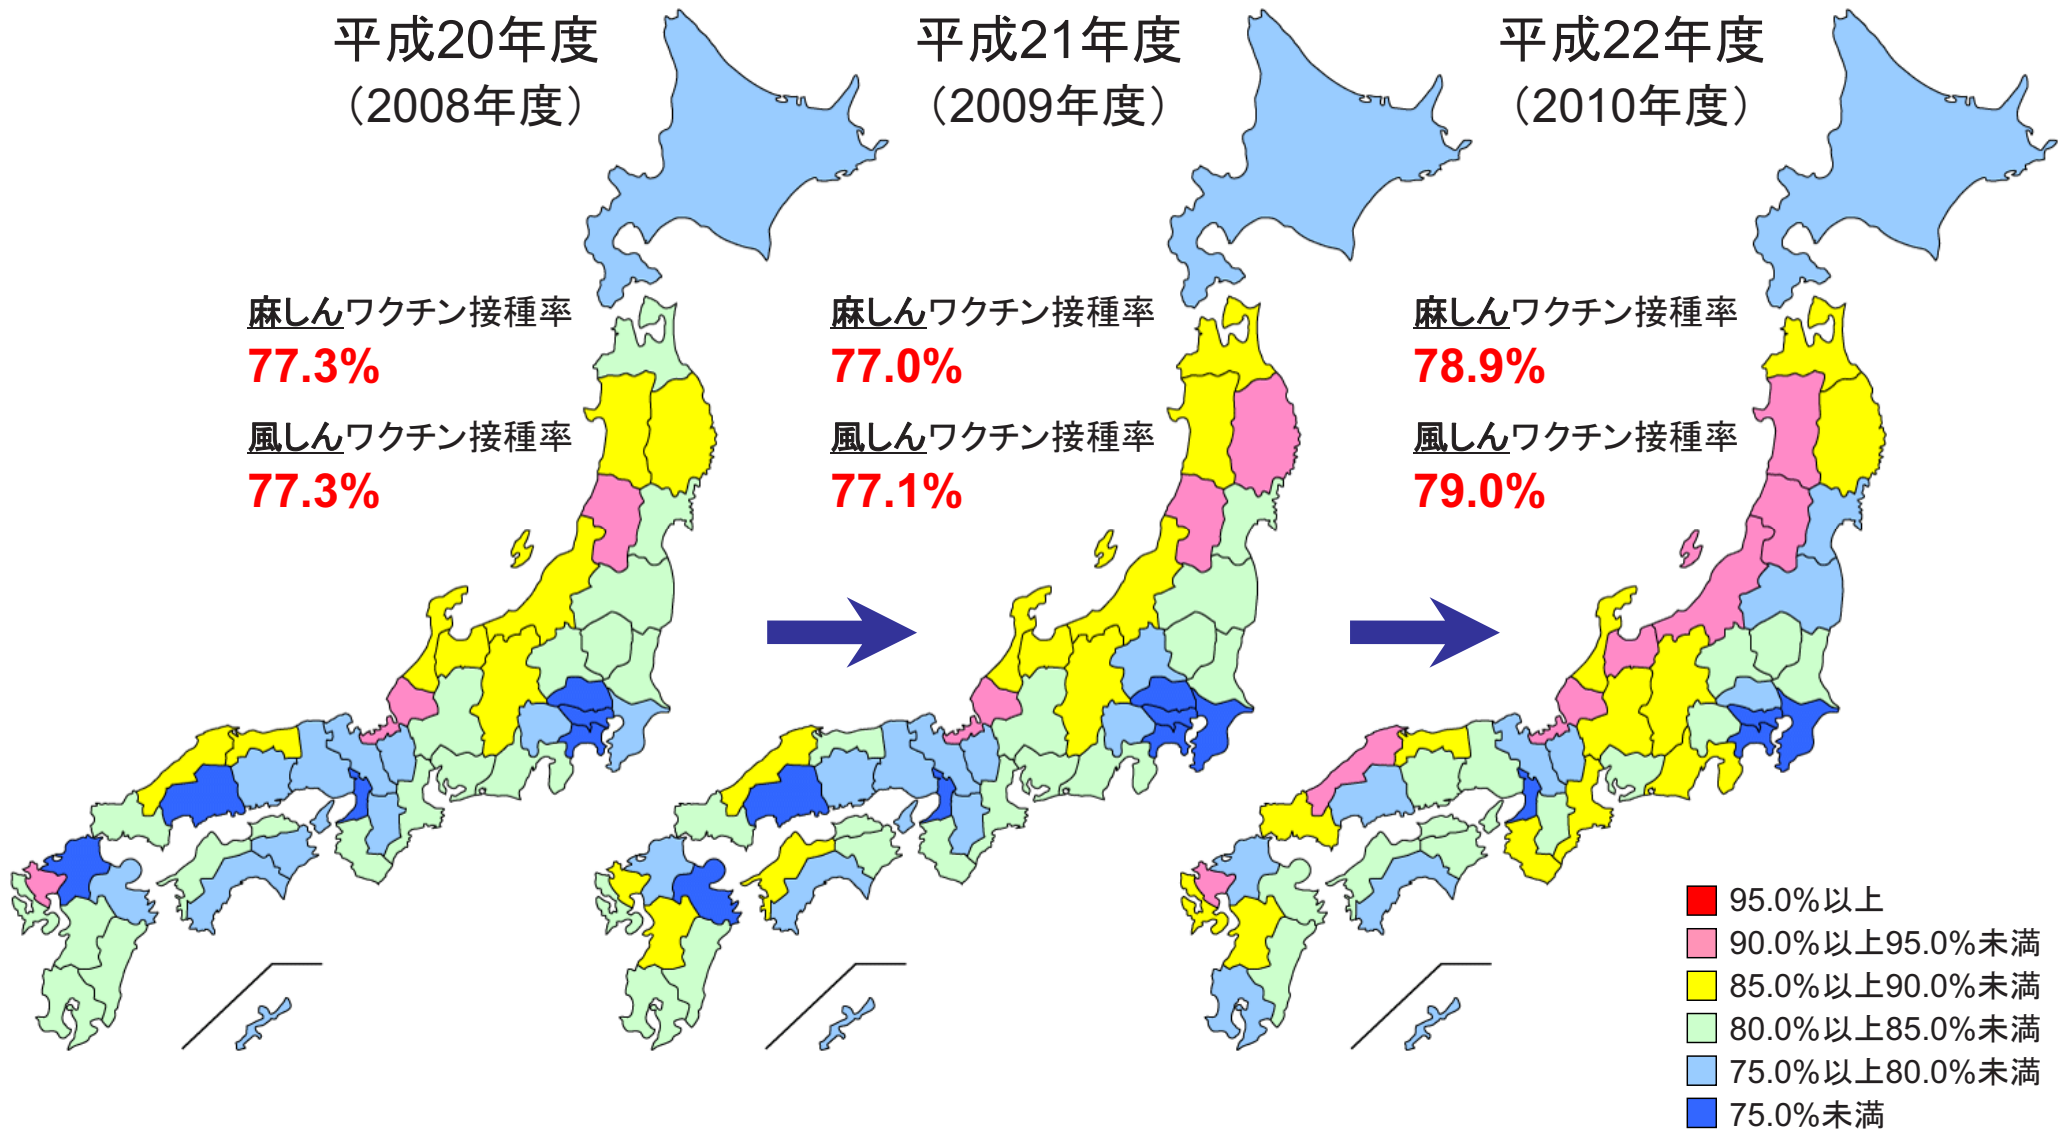 平成20年度
（2008年度）
麻しんワクチン接種率
77.3%
風しんワクチン接種率
77.3%
平成21年度
（2009年度）
麻しんワクチン接種率
77.0%
風しんワクチン接種率
77.1%
平成22年度
（2010年度）
麻しんワクチン接種率
78.9%
風しんワクチン接種率
79.0%
95.0%以上
90.0%以上95.0%未満
85.0%以上90.0%未満
80.0%以上85.0%未満
75.0%以上80.0%未満
75.0%未満